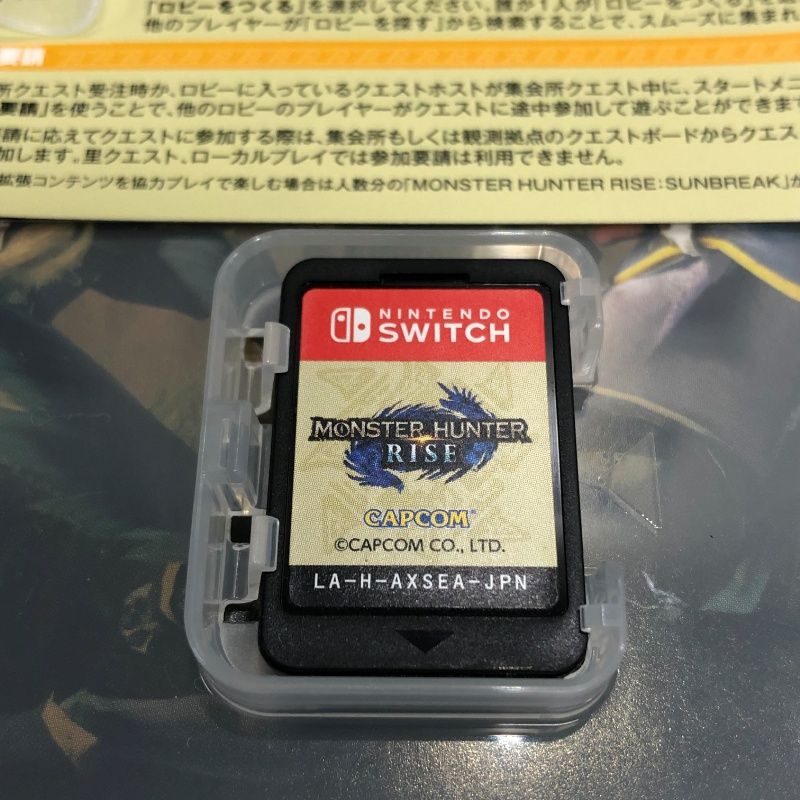 「ロビーをつくる」を選択してください。誰か1人が「ロビーをつくる」を
他のプレイヤーが「ロビーを探す」から検索することで、スムーズに集まれ
要請
所クエスト受注時か、ロビーに入っているクエストホストが集会所クエスト中に、スタートメニ
要請」を使うことで、他のロビーのプレイヤーがクエストに途中参加して遊ぶことができま
請に応えてクエストに参加する際は、集会所もしくは観測拠点のクエストボードからクエス
加します。里クエスト、ローカルプレイでは参加要請は利用できません。
拡張コンテンツを協力プレイで楽しむ場合は人数分の「MONSTER HUNTER RISE:SUNBREAK」が
NINTENDO
SWITCH
MONSTER HUNTER
RISE
CAPCOM
©CAPCOM CO., LTD.
LA-H-AXSEA-JPN